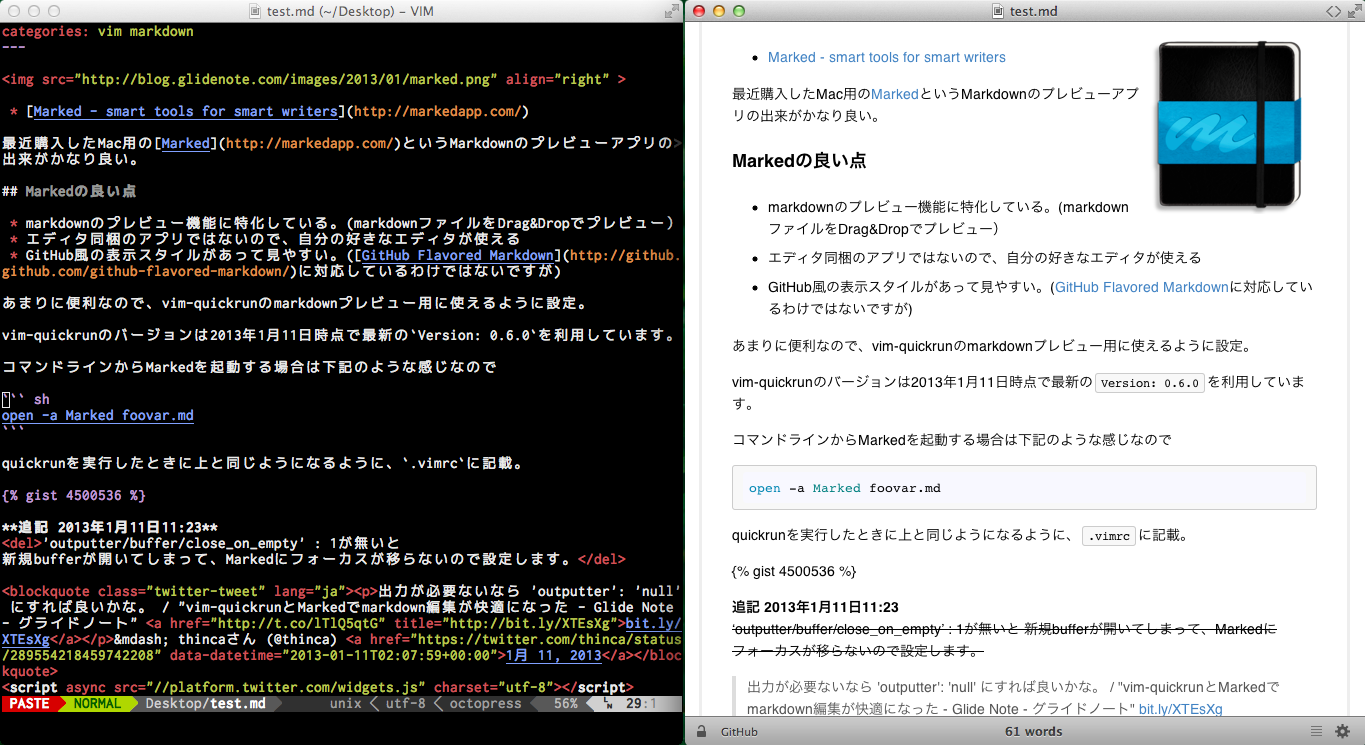 test.md (~/Desktop) – VIM
categories: vim markdown
---
<img src="http://blog.glidenote.com/images/2013/01/marked.png" align="right" >
* [Marked - smart tools for smart writers](http://markedapp.com/)
最近購入したMac用の[Marked](http://markedapp.com/)というMarkdownのプレビューアプリの>
出来がかなり良い。
## Markedの良い点
* markdownのプレビュー機能に特化している。(markdownファイルをDrag&Dropでプレビュー)
* エディタ同梱のアプリではないので、自分の好きなエディタが使える
* GitHub風の表示スタイルがあって見やすい。([GitHub Flavored Markdown](http://github.
github.com/github-flavored-markdown/)に対応しているわけではないですが)
あまりに便利なので、vim-quickrunのmarkdownプレビュー用に使えるように設定。
vim-quickrunのバージョンは2013年1月11日時点で最新の`Version: 0.6.0`を利用しています。
コマンドラインからMarkedを起動する場合は下記のような感じなので
``` sh
open -a Marked foovar.md
```
quickrunを実行したときに上と同じようになるように、`.vimrc`に記載。
{% gist 4500536 %}
**追記 2013年1月11日11:23**
<del>'outputter/buffer/close_on_empty' : 1が無いと
新規bufferが開いてしまって、Markedにフォーカスが移らないので設定します。</del>
<blockquote class="twitter-tweet" lang="ja"><p>出力が必要ないなら 'outputter': 'null'
にすれば良いかな。 / "vim-quickrunとMarkedでmarkdown編集が快適になった - Glide Note
- グライドノート" <a href="http://t.co/lTlQ5qtG" title="http://bit.ly/XTEsXg">bit.ly/
XTEsXg</a></p>&mdash; thincaさん (@thinca) <a href="https://twitter.com/thinca/status
/289554218459742208" data-datetime="2013-01-11T02:07:59+00:00">1月 11, 2013</a></bloc
kquote>
<script async src="//platform.twitter.com/widgets.js" charset="utf-8"></script>
PASTE NORMAL Desktop/test.md unix < utf-8 < octopress 56% LN 29:1
test.md
• Marked - smart tools for smart writers
最近購入したMac用のMarkedというMarkdownのプレビューアプ
リの出来がかなり良い。
Markedの良い点
• markdownのプレビュー機能に特化している。(markdown
ファイルをDrag&Dropでプレビュー)
• エディタ同梱のアプリではないので、自分の好きなエディタが使える
• GitHub風の表示スタイルがあって見やすい。(GitHub Flavored Markdownに対応してい
るわけではないですが)
あまりに便利なので、vim-quickrunのmarkdownプレビュー用に使えるように設定。
vim-quickrunのバージョンは2013年1月11日時点で最新の Version: 0.6.0 を利用していま
す。
コマンドラインからMarkedを起動する場合は下記のような感じなので
open -a Marked foovar.md
quickrunを実行したときに上と同じようになるように、 .vimrc に記載。
{% gist 4500536 %}
追記 2013年1月11日11:23
'outputter/buffer/close_on_empty' : 1が無いと 新規bufferが開いてしまって、Markedに
フォーカスが移らないので設定します。
出力が必要ないなら 'outputter': 'null' にすれば良いかな。 / "vim-quickrunとMarkedで
markdown編集が快適になった - Glide Note - グライドノート" bit.ly/XTEsXg
GitHub 61 words